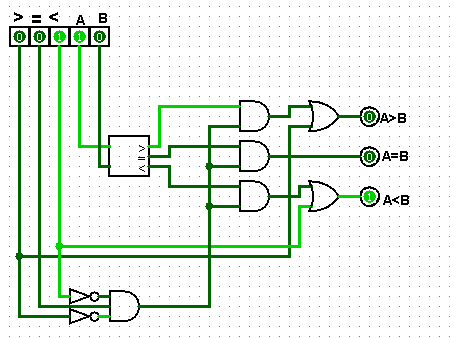 > = < A B
0 0 1 1 0
>
=
<
0 A>B
0 A=B
1 A<B